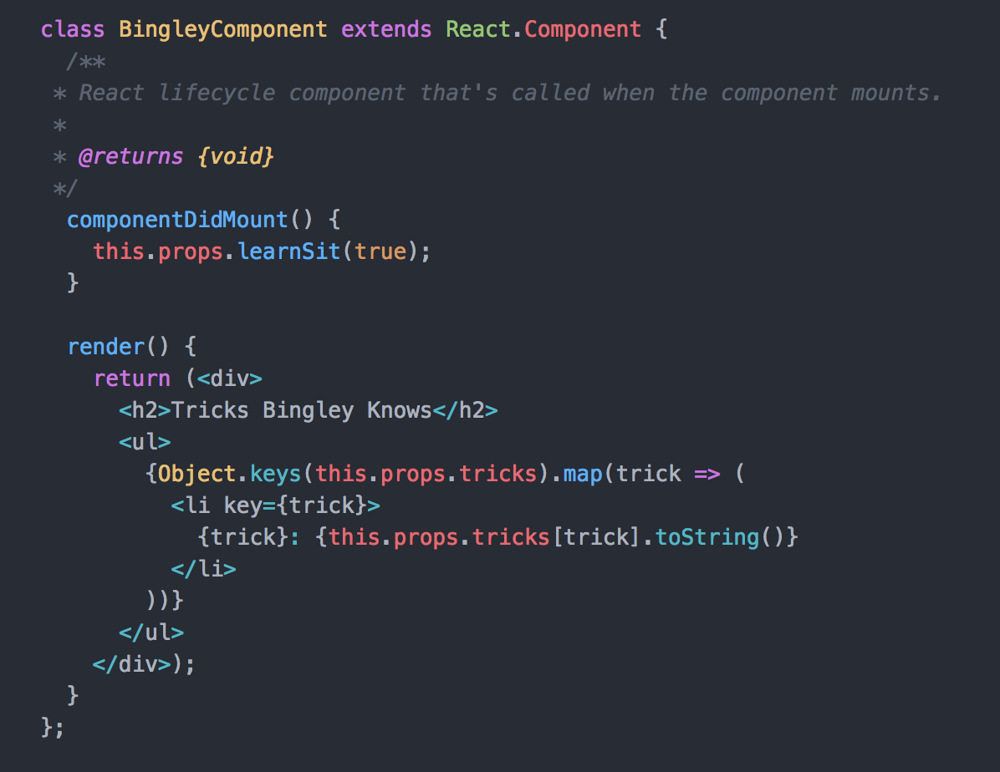 class BingleyComponent extends React.Component {
  /**
 * React lifecycle component that's called when the component mounts.
 *
 * @returns {void}
 */
  componentDidMount() {
    this.props.learnSit(true);
  }

  render() {
    return (<div>
      <h2>Tricks Bingley Knows</h2>
      <ul>
        {Object.keys(this.props.tricks).map(trick => (
          <li key={trick}>
            {trick}: {this.props.tricks[trick].toString()}
          </li>
        ))}
      </ul>
    </div>);
  }
};